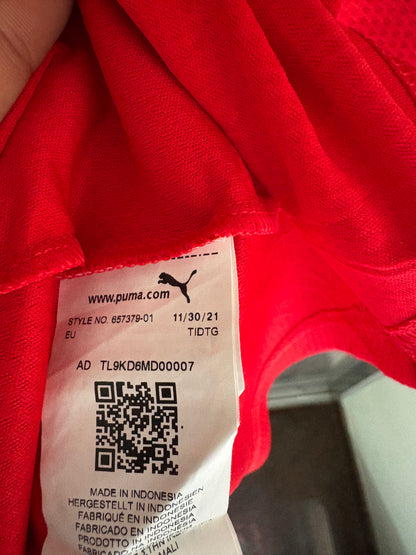 www.puma.com
STYLE NO. 657379-01 11/30/21
EU TIDTG
AD TL9KD6MD00007
MADE IN INDONESIA
HERGESTELLT IN INDONESIEN
FABRIQUÉ EN INDONÉSIE
FABRICADO EN INDONESIA
PRODOTTO IN INDONESIA
FABRICADO